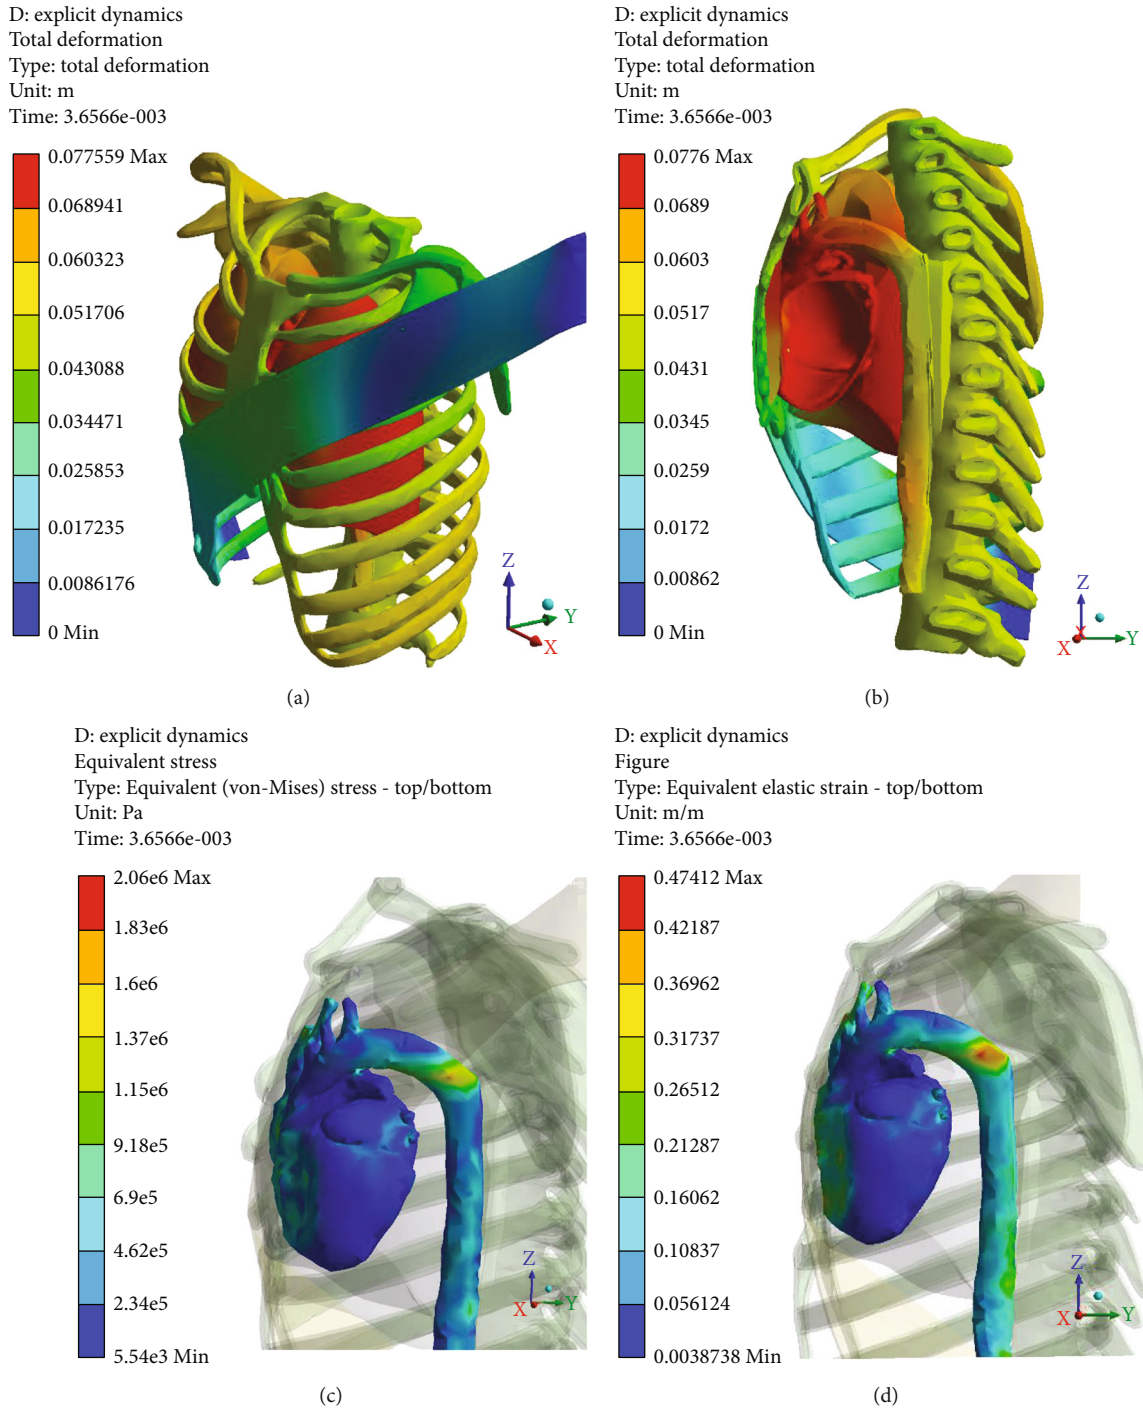 D: explicit dynamics
Total deformation
Type: total deformation
Unit: m
Time: 3.6566e-003
0.077559 Max
0.068941
0.060323
0.051706
0.043088
0.034471
0.025853
0.017235
0.0086176
0 Min
Z
Y
X
(a)
D: explicit dynamics
Total deformation
Type: total deformation
Unit: m
Time: 3.6566e-003
0.0776 Max
0.0689
0.0603
0.0517
0.0431
0.0345
0.0259
0.0172
0.00862
0 Min
Z
X
Y
(b)
D: explicit dynamics
Equivalent stress
Type: Equivalent (von-Mises) stress - top/bottom
Unit: Pa
Time: 3.6566e-003
2.06e6 Max
1.83e6
1.6e6
1.37e6
1.15e6
9.18e5
6.9e5
4.62e5
2.34e5
5.54e3 Min
Z
X
Y
(c)
D: explicit dynamics
Figure
Type: Equivalent elastic strain - top/bottom
Unit: m/m
Time: 3.6566e-003
0.47412 Max
0.42187
0.36962
0.31737
0.26512
0.21287
0.16062
0.10837
0.056124
0.0038738 Min
Z
X
Y
(d)